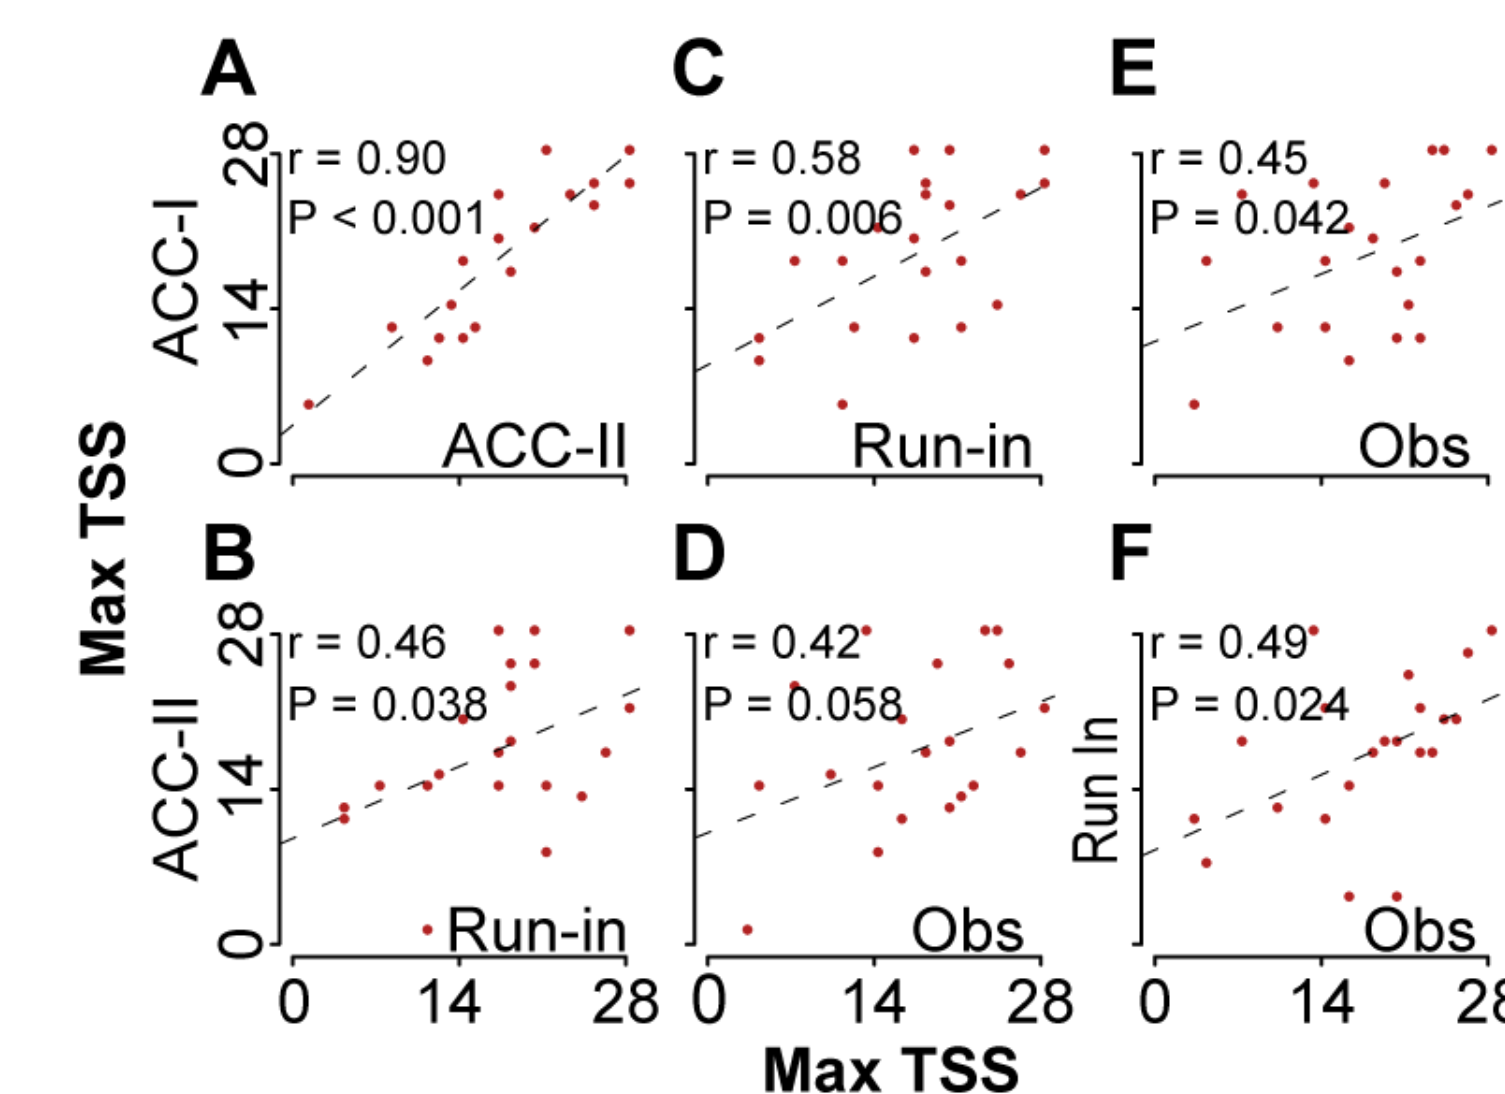 A
C
E
28
r = 0.90
r = 0.58
r = 0.45
P < 0.001
P = 0.006
P = 0.042
ACC-I
14
0
ACC-II
Run-in
Obs
Max TSS
B
D
F
28
r = 0.46
r = 0.42
r = 0.49
P = 0.038
P = 0.058
P = 0.024
ACC-II
Run In
14
0
Run-in
Obs
Obs
0 14 28
0 14 28
0 14 28
Max TSS